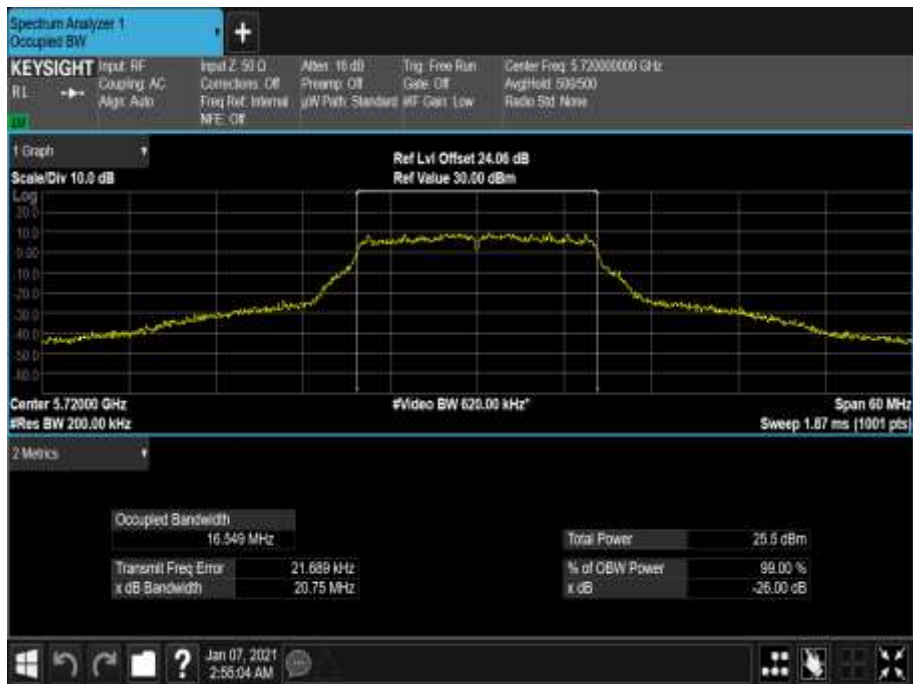 Spectrum Analyzer 1
Occupied BW
+
KEYSIGHT
Input: RF
Coupling: AC
Align: Auto
Input Z: 50 Ω
Corrections: Off
Freq Ref: Internal
NFE: Off
Atten: 16 dB
Preamp: Off
µW Path: Standard
Trig: Free Run
Gate: Off
#IF Gain: Low
Center Freq: 5.720000000 GHz
Avg|Hold: 500/500
Radio Std: None
1 Graph
Scale/Div 10.0 dB
Ref Lvl Offset 24.06 dB
Ref Value 30.00 dBm
Log
20.0
10.0
0.00
-10.0
-20.0
-30.0
-40.0
-50.0
-60.0
Center 5.72000 GHz
#Video BW 620.00 kHz*
Span 60 MHz
#Res BW 200.00 kHz
Sweep 1.87 ms (1001 pts)
2 Metrics
Occupied Bandwidth
16.549 MHz
Total Power 25.5 dBm
Transmit Freq Error 21.689 kHz
% of OBW Power 99.00 %
x dB Bandwidth 20.75 MHz
x dB -26.00 dB
?
Jan 07, 2021
2:55:04 AM